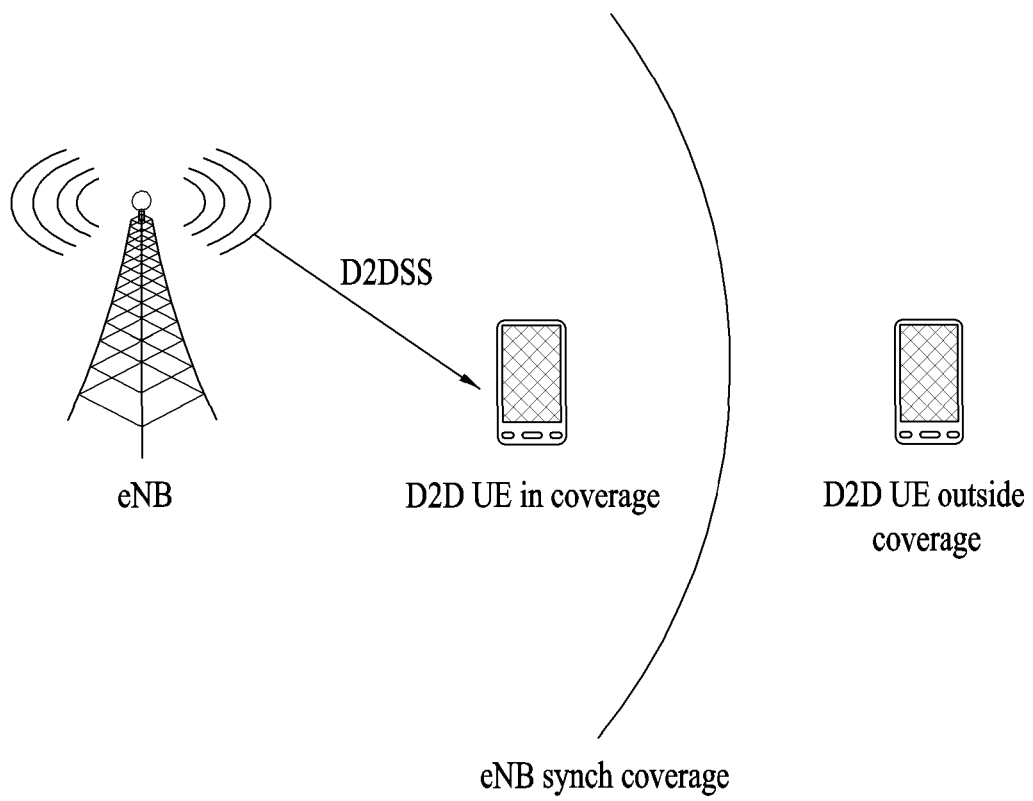 D2DSS
eNB
D2D UE in coverage
D2D UE outside
coverage
eNB synch coverage